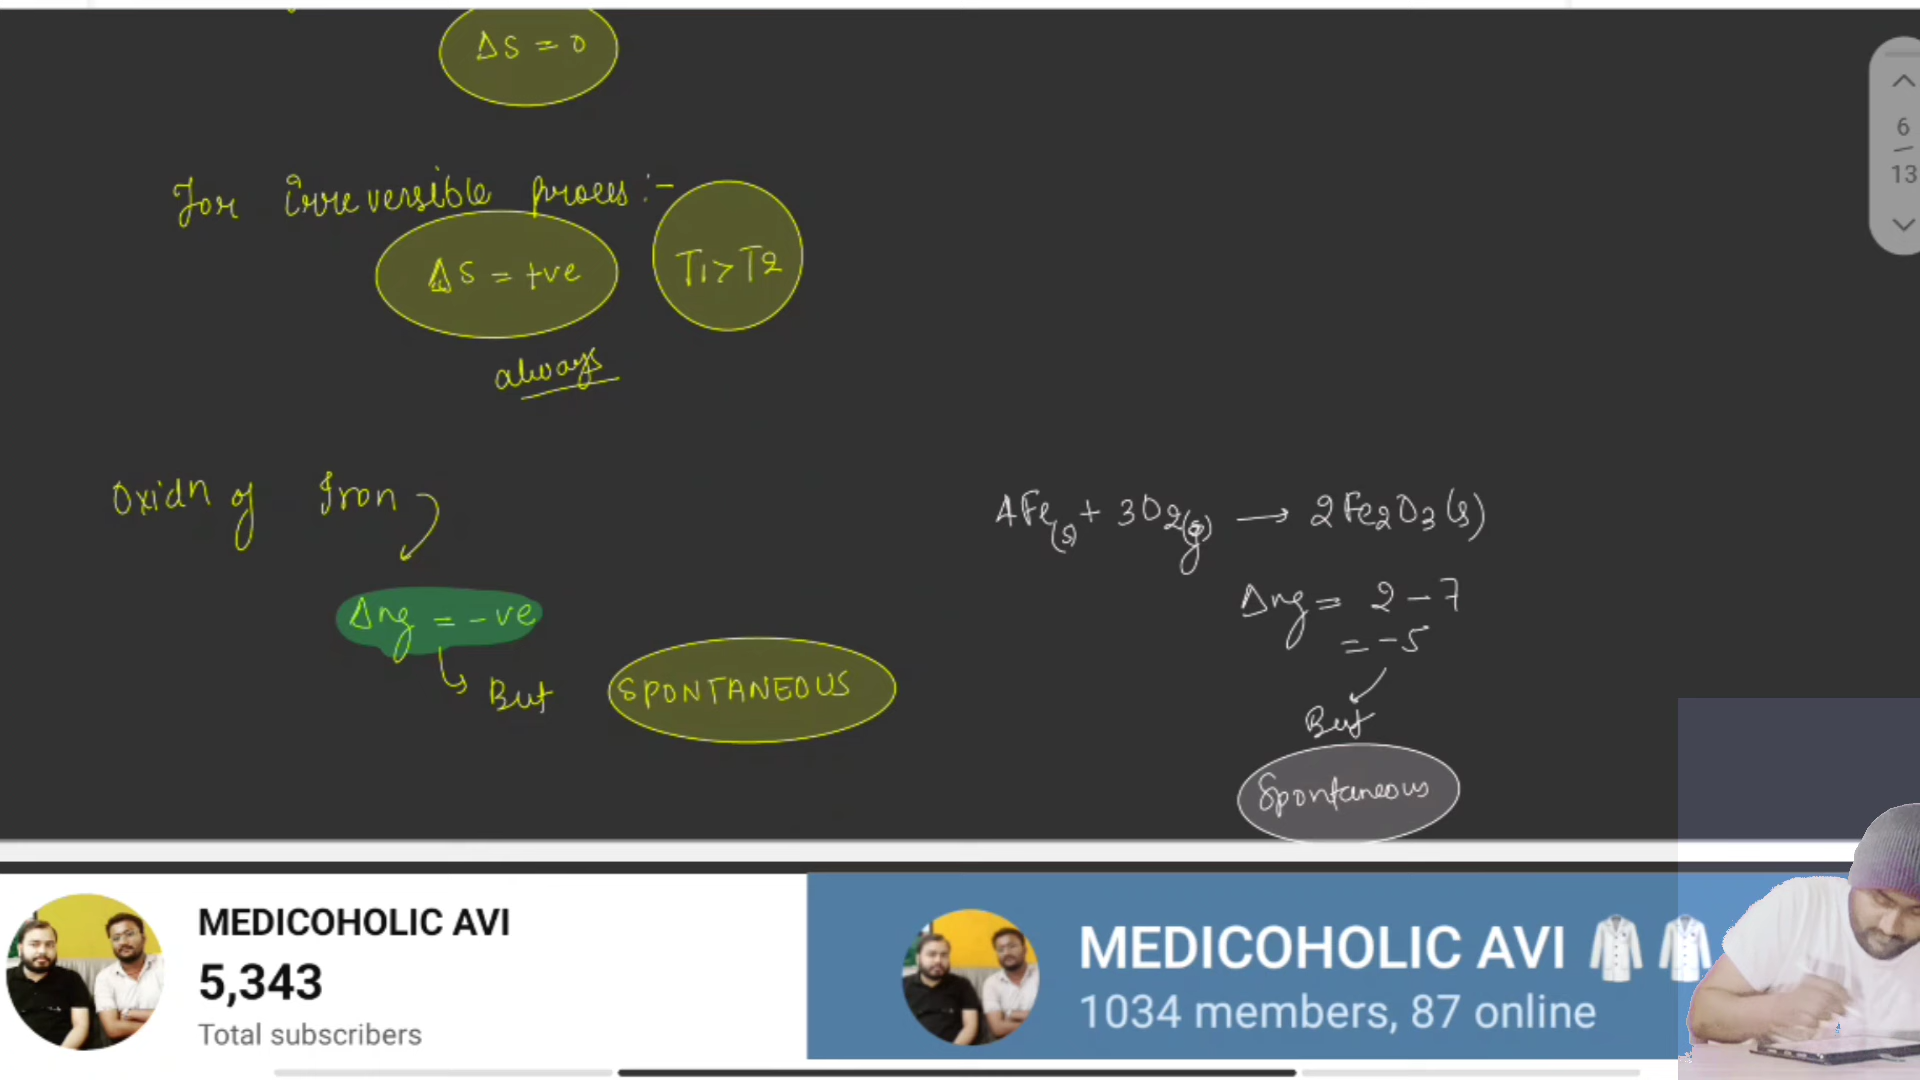 ΔS = 0
For irreversible proces :-
ΔS = +ve
T1 > T2
always
Oxidn of Iron
Δng = -ve
But SPONTANEOUS
4Fe(s) + 3O2(g) → 2Fe2O3(s)
Δng = 2 - 7
= -5
But
Spontaneous
6
13
MEDICOHOLIC AVI
5,343
Total subscribers
MEDICOHOLIC AVI
1034 members, 87 online